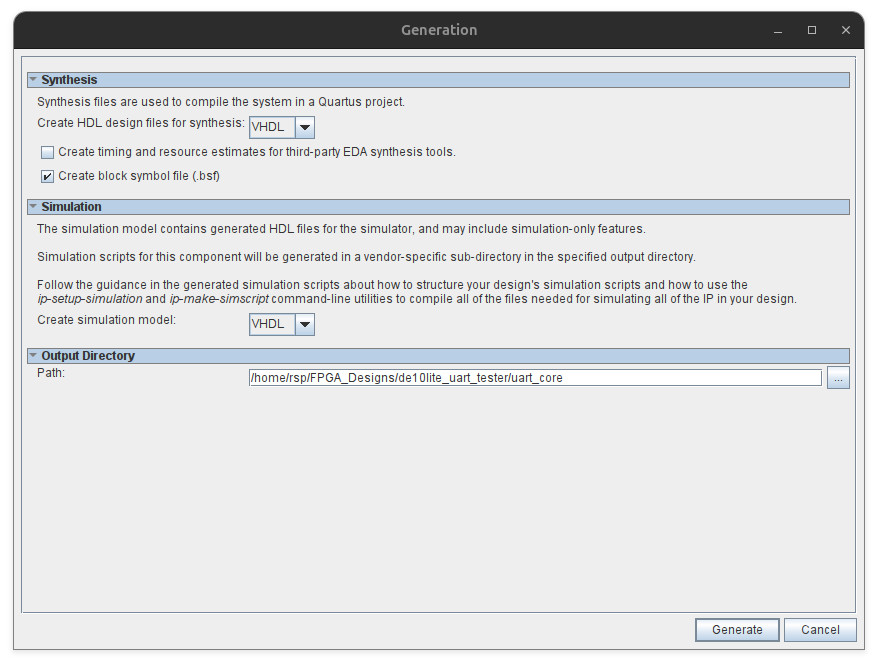 Generation
Synthesis
Synthesis files are used to compile the system in a Quartus project.
Create HDL design files for synthesis: VHDL
Create timing and resource estimates for third-party EDA synthesis tools.
Create block symbol file (.bsf)
Simulation
The simulation model contains generated HDL files for the simulator, and may include simulation-only features.
Simulation scripts for this component will be generated in a vendor-specific sub-directory in the specified output directory.
Follow the guidance in the generated simulation scripts about how to structure your design's simulation scripts and how to use the
ip-setup-simulation and ip-make-simscript command-line utilities to compile all of the files needed for simulating all of the IP in your design.
Create simulation model: VHDL
Output Directory
Path: /home/rsp/FPGA_Designs/de10lite_uart_tester/uart_core ...
Generate Cancel